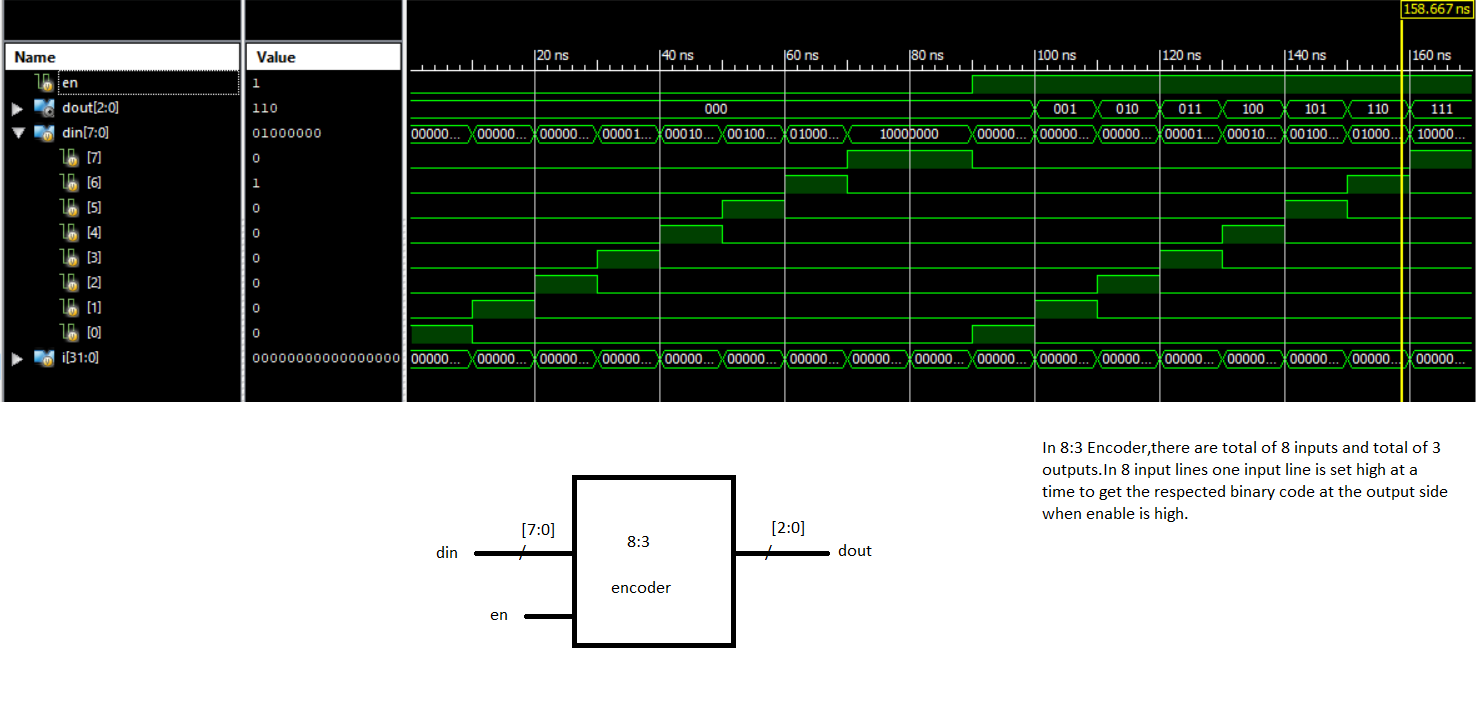 158.667 ns
Name Value 20 ns 40 ns 60 ns 80 ns 100 ns 120 ns 140 ns 160 ns
en 1
dout[2:0] 110 000 001 010 011 100 101 110 111
din[7:0] 01000000 00000... 00000... 00000... 00001... 00010... 00100... 01000... 10000000 00000... 00000... 00000... 00001... 00010... 00100... 01000... 10000...
[7] 0
[6] 1
[5] 0
[4] 0
[3] 0
[2] 0
[1] 0
[0] 0
i[31:0] 000000000000000000 00000... 00000... 00000... 00000... 00000... 00000... 00000... 00000... 00000... 00000... 00000... 00000... 00000... 00000... 00000... 00000... 00000...
In 8:3 Encoder,there are total of 8 inputs and total of 3
outputs.In 8 input lines one input line is set high at a
time to get the respected binary code at the output side
when enable is high.
[7:0] [2:0]
8:3
din dout
encoder
en